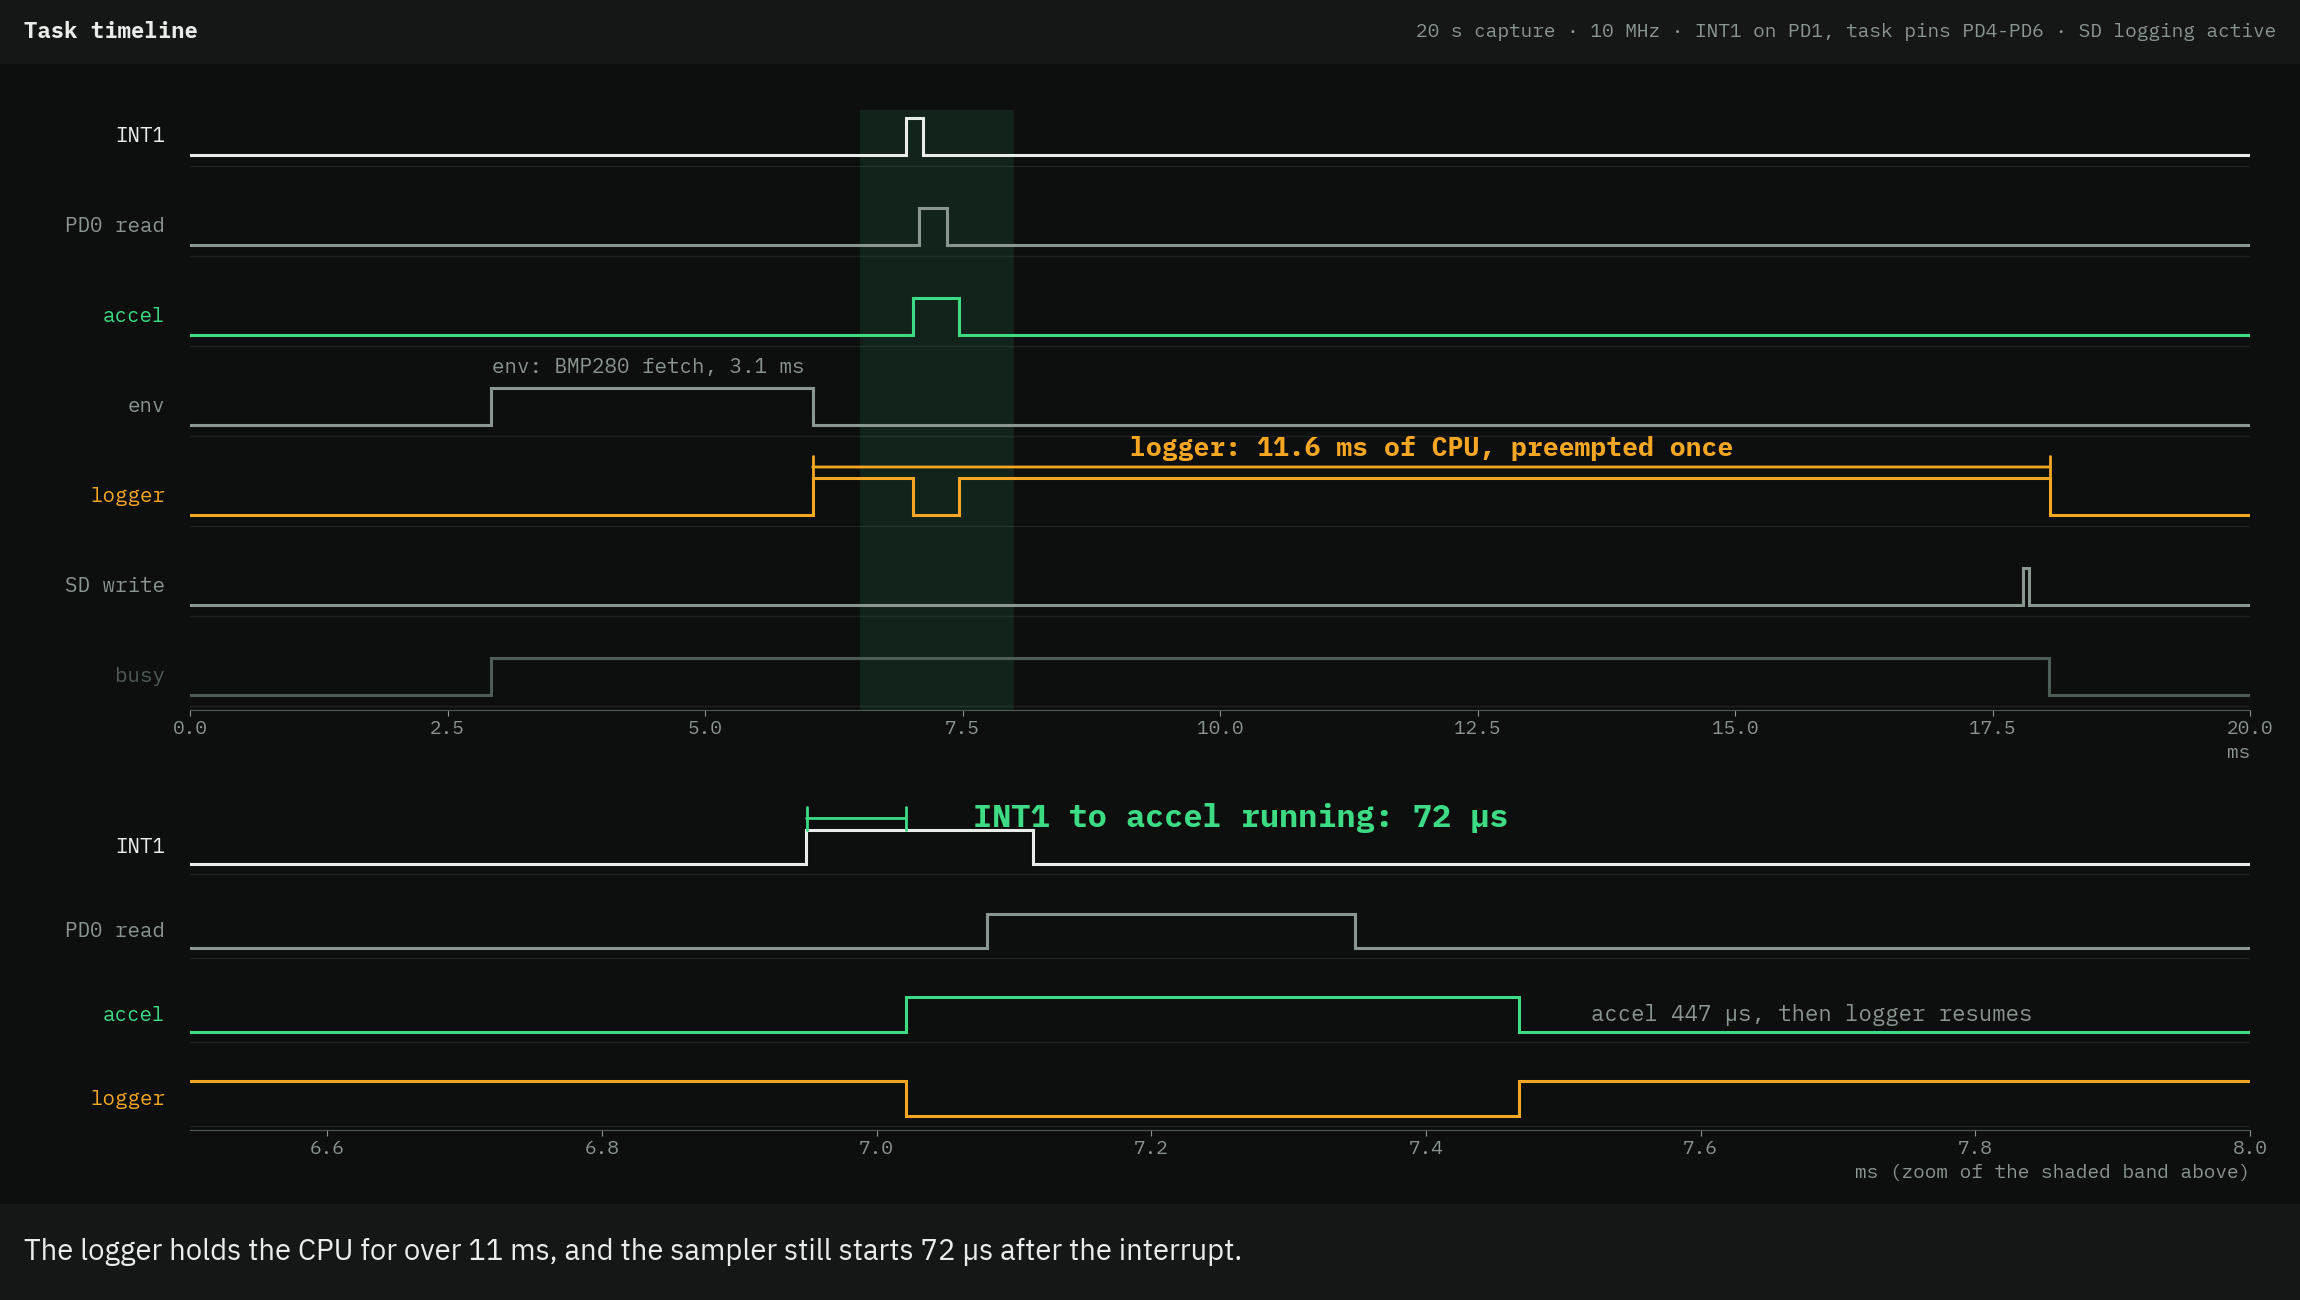 Task timeline
20 s capture · 10 MHz · INT1 on PD1, task pins PD4-PD6 · SD logging active
INT1
PD0 read
accel
env: BMP280 fetch, 3.1 ms
env
logger: 11.6 ms of CPU, preempted once
logger
SD write
busy
0.0 2.5 5.0 7.5 10.0 12.5 15.0 17.5 20.0
ms
INT1 to accel running: 72 µs
INT1
PD0 read
accel
accel 447 µs, then logger resumes
logger
6.6 6.8 7.0 7.2 7.4 7.6 7.8 8.0
ms (zoom of the shaded band above)
The logger holds the CPU for over 11 ms, and the sampler still starts 72 µs after the interrupt.